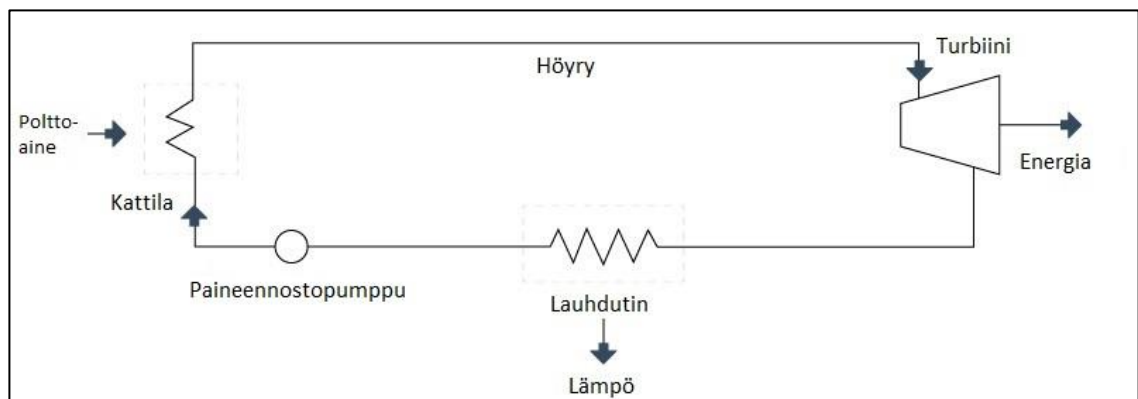 Turbiini
Höyry
Poltto-
aine
Energia
Kattila
Paineennostopumppu
Lauhdutin
Lämpö